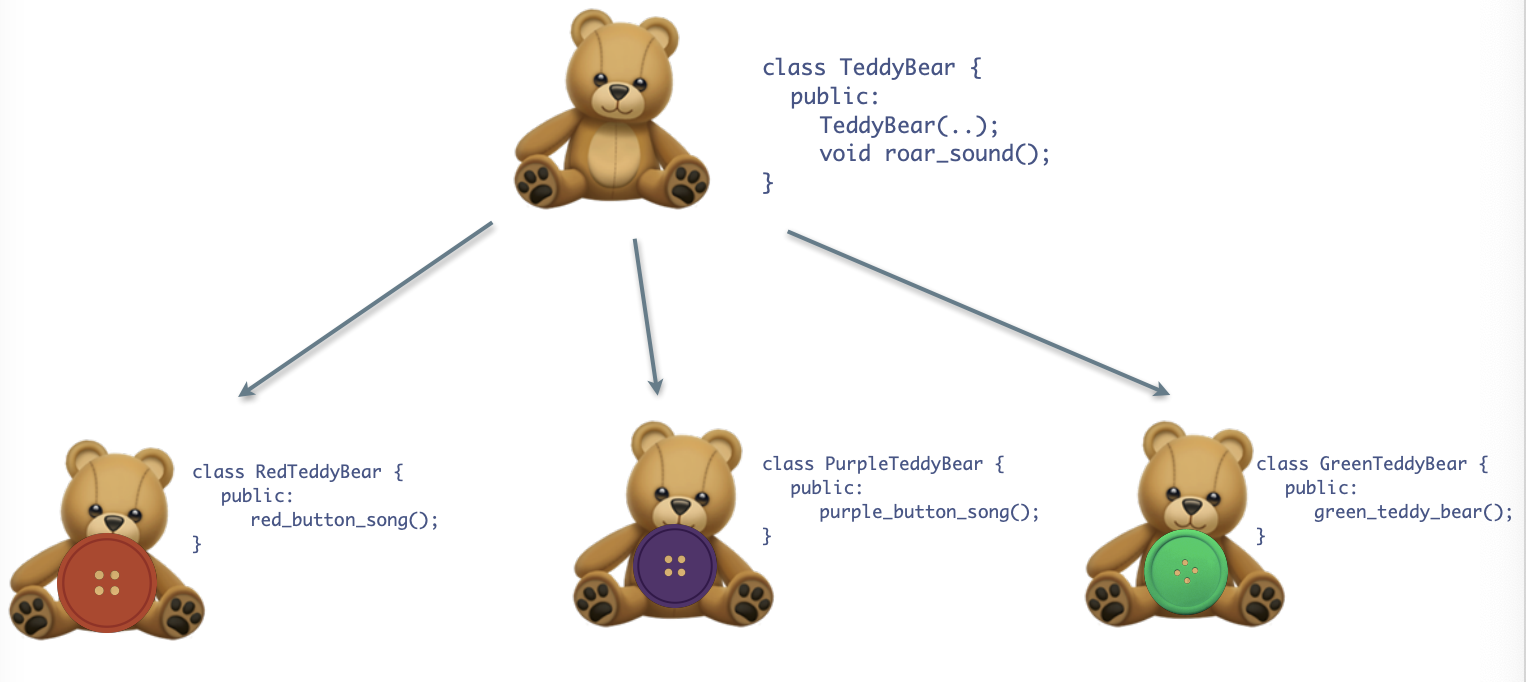 class TeddyBear {
public:
TeddyBear(..);
void roar_sound();
}
class RedTeddyBear {
public:
red_button_song();
}
class PurpleTeddyBear {
public:
purple_button_song();
}
class GreenTeddyBear {
public:
green_teddy_bear();
}